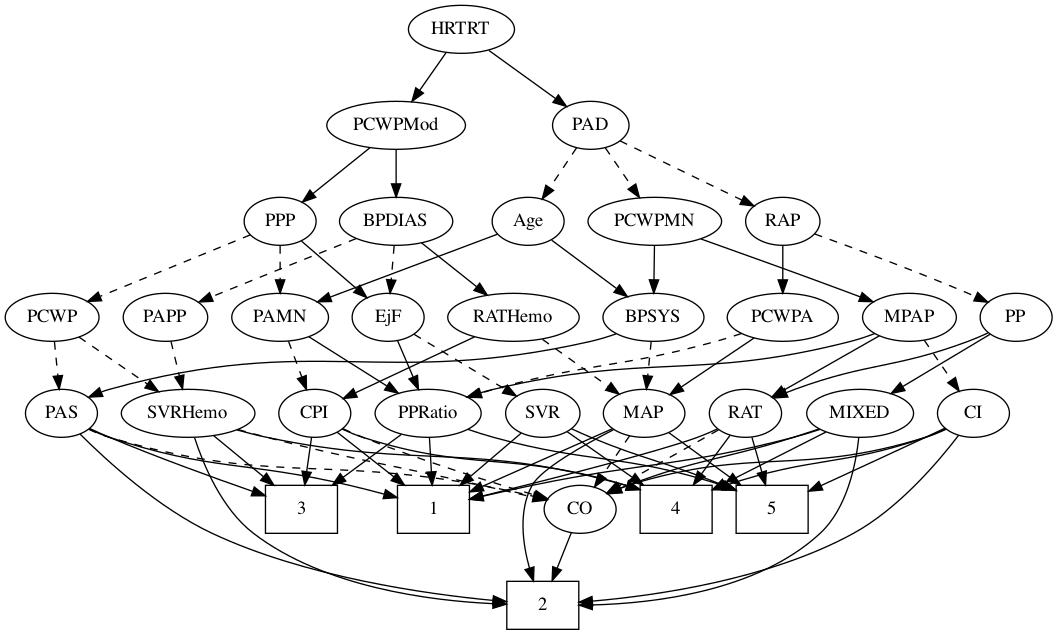 HRTRT
PCWPMod PAD
PPP BPDIAS Age PCWPMN RAP
PCWP PAPP PAMN EjF RATHemo BPSYS PCWPA MPAP PP
PAS SVRHemo CPI PPRatio SVR MAP RAT MIXED CI
3 1 CO 4 5
2